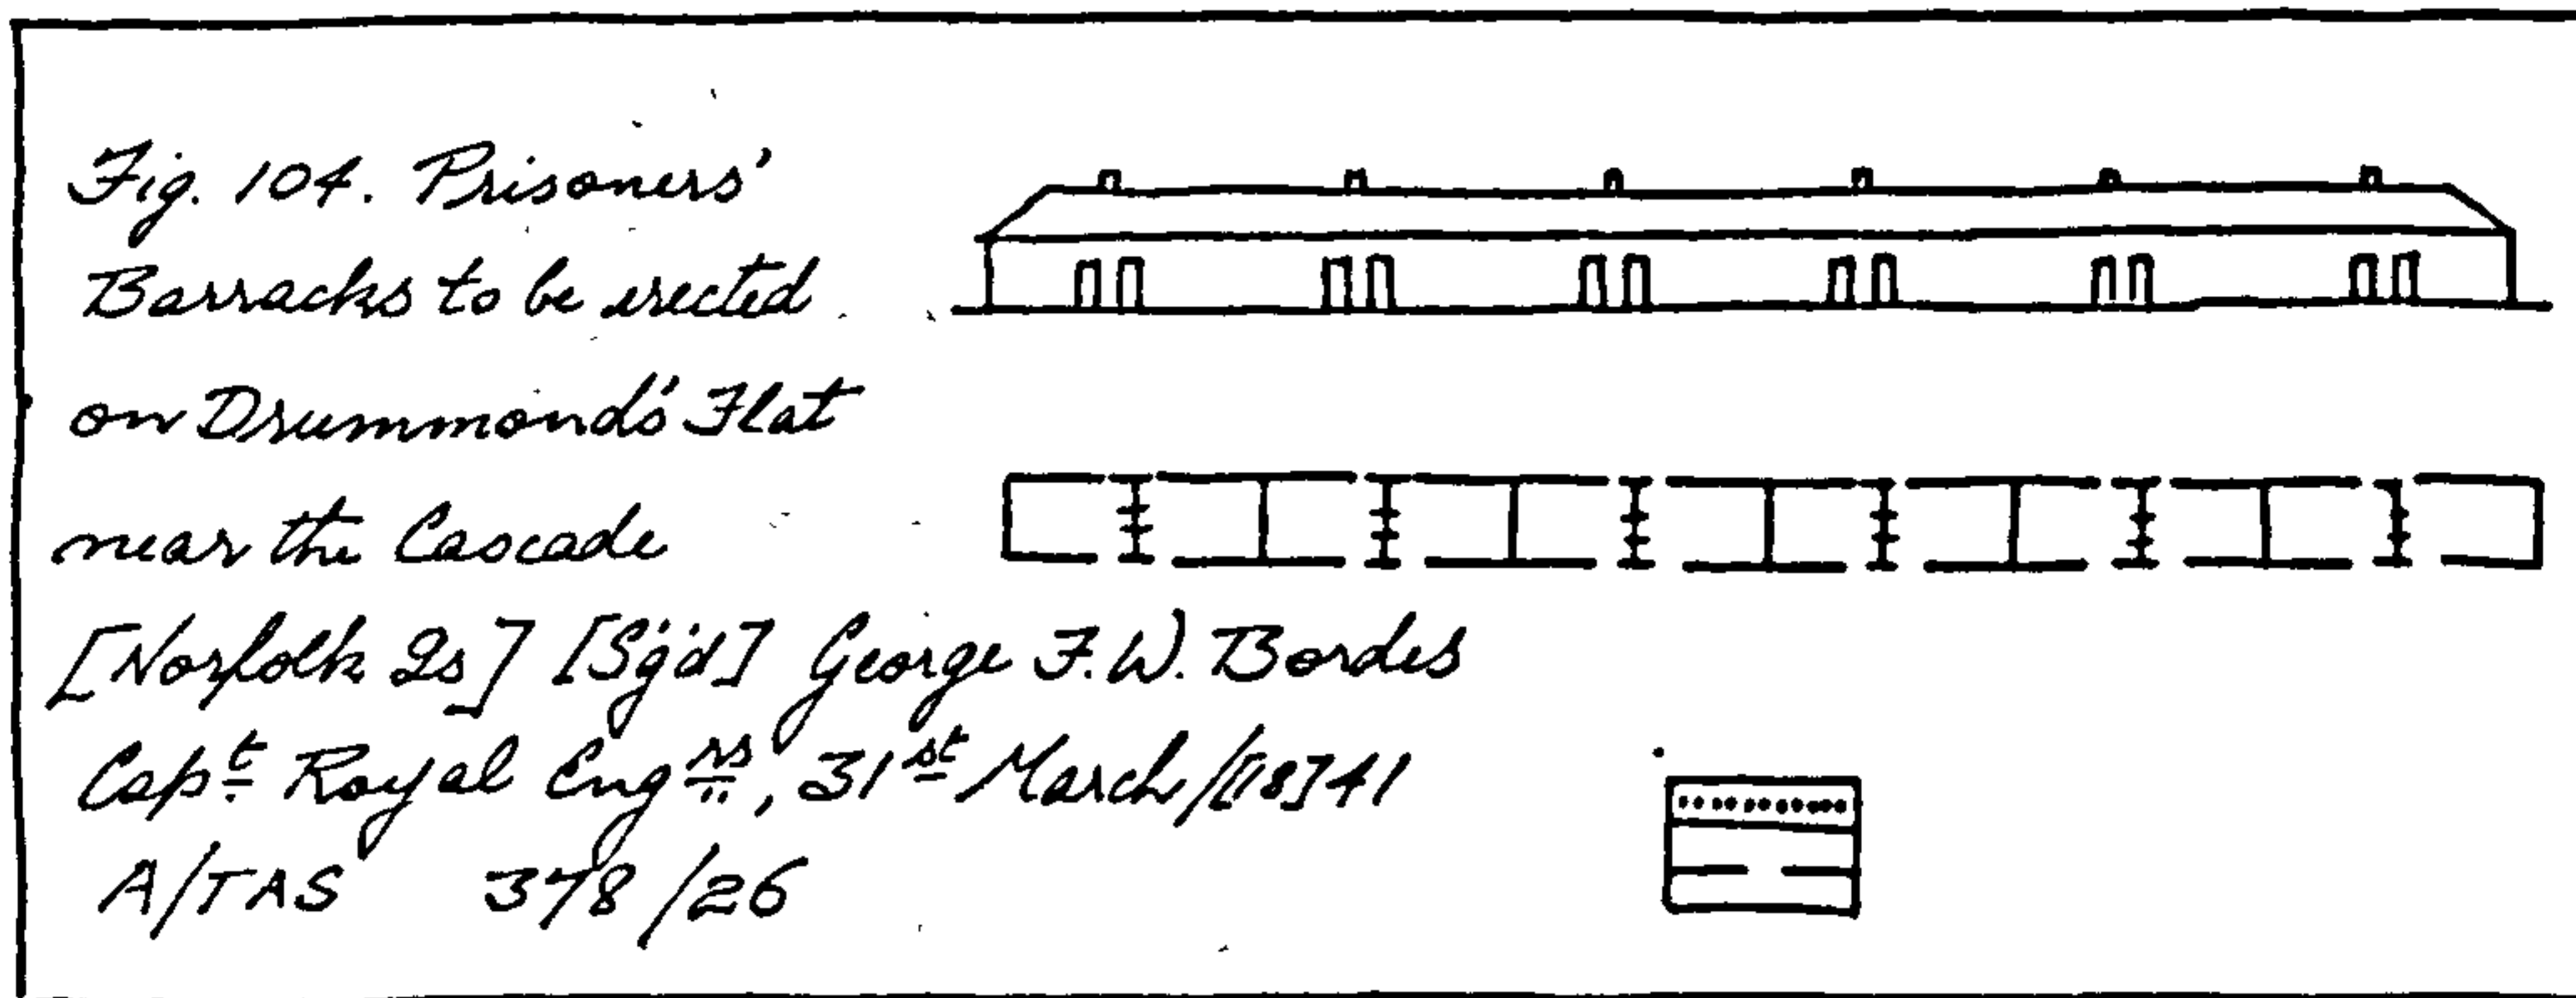 Fig. 104. Prisoners'
Barracks to be erected
on Drummond's Flat
near the Cascade
[Norfolk Is] [Sg'd] George F. W. Bordes
Capt Royal Engrs, 31st March/[18]41
A/TAS 378/26